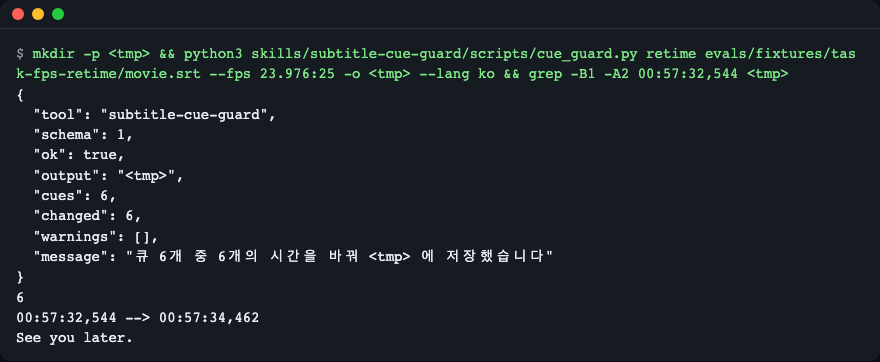 $ mkdir -p <tmp> && python3 skills/subtitle-cue-guard/scripts/cue_guard.py retime evals/fixtures/tas
k-fps-retime/movie.srt --fps 23.976:25 -o <tmp> --lang ko && grep -B1 -A2 00:57:32,544 <tmp>
{
  "tool": "subtitle-cue-guard",
  "schema": 1,
  "ok": true,
  "output": "<tmp>",
  "cues": 6,
  "changed": 6,
  "warnings": [],
  "message": "큐 6개 중 6개의 시간을 바꿔 <tmp> 에 저장했습니다"
}
6
00:57:32,544 --> 00:57:34,462
See you later.